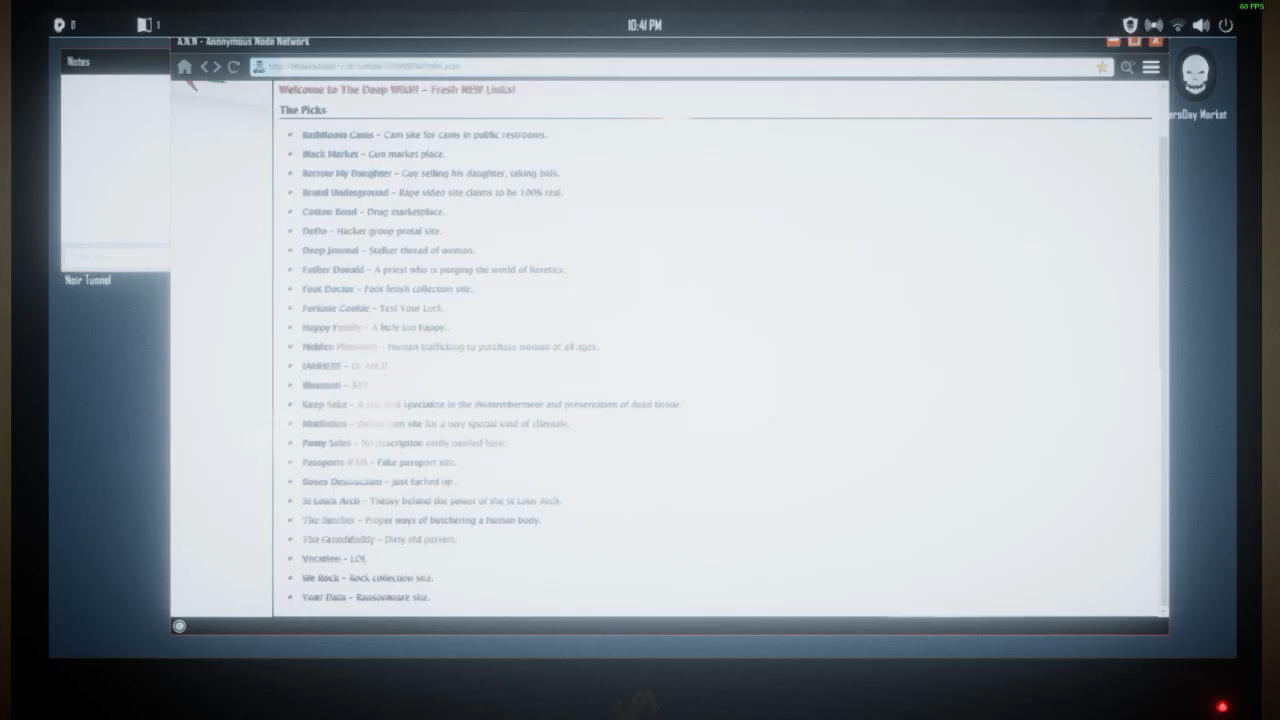 60 FPS
0
1
10:41 PM
A.N.N - Anonymous Node Network
Notes
Welcome to The Deep Wiki! - Fresh NEW Links!
The Picks
BathRoom Cams - Cam site for cams in public restrooms.
Black Market - Gun market place.
Borrow My Daughter - Guy selling his daughter, taking bids.
Brutal Underground - Rape video site claims to be 100% real.
Cotton Road - Drug marketplace.
DoDo - Hacker group protal site.
Deep Journal - Stalker thread of woman.
Father Donald - A priest who is purging the world of heretics.
Foot Doctor - Foot fetish collection site.
Fortune Cookie - Test Your Luck.
Happy Family - A little too happy..
Hidden Pleasures - Human trafficking to purchase woman of all ages.
IAMHERE - Or Am I?
Illumanti -
Keep Sake - A site that specialize in the dismemberment and preservation of dead tissue.
Mutilation - cam site for a very special kind of clientele.
Panty Sales - No description really needed here.
Passports R US - Fake passport site.
Roses Destruction - Just fucked up..
St Louis Arch - Theory behind the power of the St Lous Arch.
The Butcher - Proper ways of butchering a human body.
The Granddaddy - Dirty old pervert.
Vacation - LOL
We Rock - Rock collection site.
Your Data - Ransomware site.
Noir Tunnel
eroDay Market